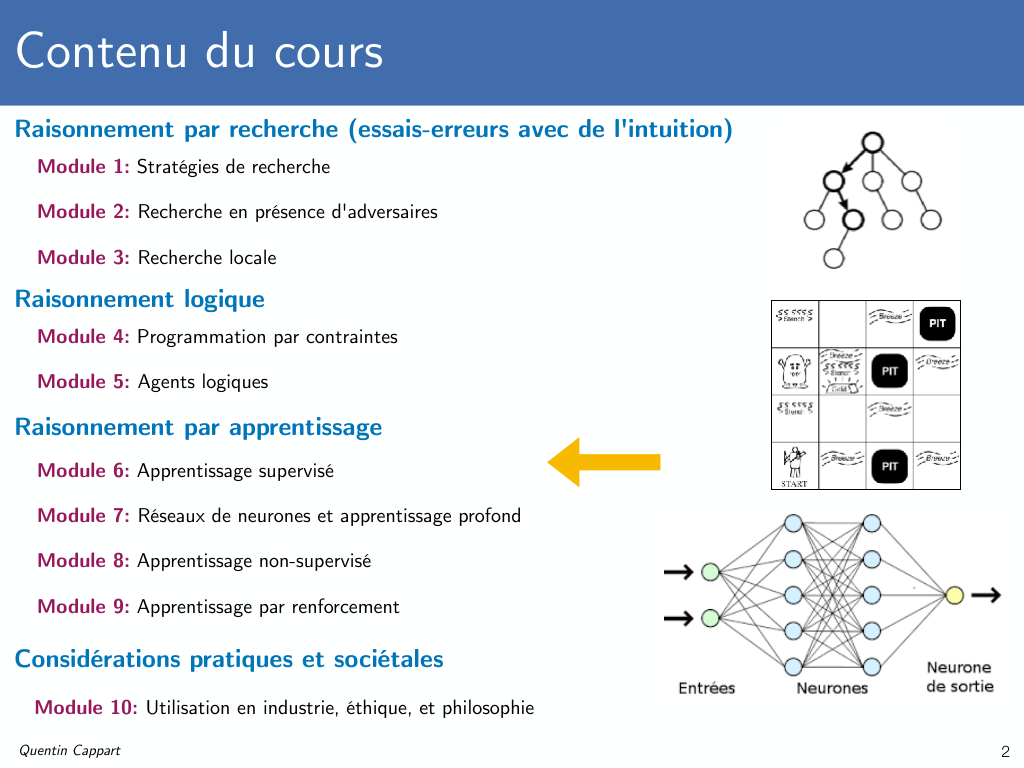 Contenu du cours
Raisonnement par recherche (essais-erreurs avec de l'intuition)
Module 1: Stratégies de recherche
Module 2: Recherche en présence d'adversaires
Module 3: Recherche locale
Raisonnement logique
Module 4: Programmation par contraintes
Module 5: Agents logiques
Raisonnement par apprentissage
Module 6: Apprentissage supervisé
Module 7: Réseaux de neurones et apprentissage profond
Module 8: Apprentissage non-supervisé
Module 9: Apprentissage par renforcement
Considérations pratiques et sociétales
Module 10: Utilisation en industrie, éthique, et philosophie
Stench
Breeze
PIT
Breeze
Stench
Gold
PIT
Breeze
Stench
Breeze
START
Breeze
PIT
Breeze
Entrées
Neurones
Neurone
de sortie
Quentin Cappart
2